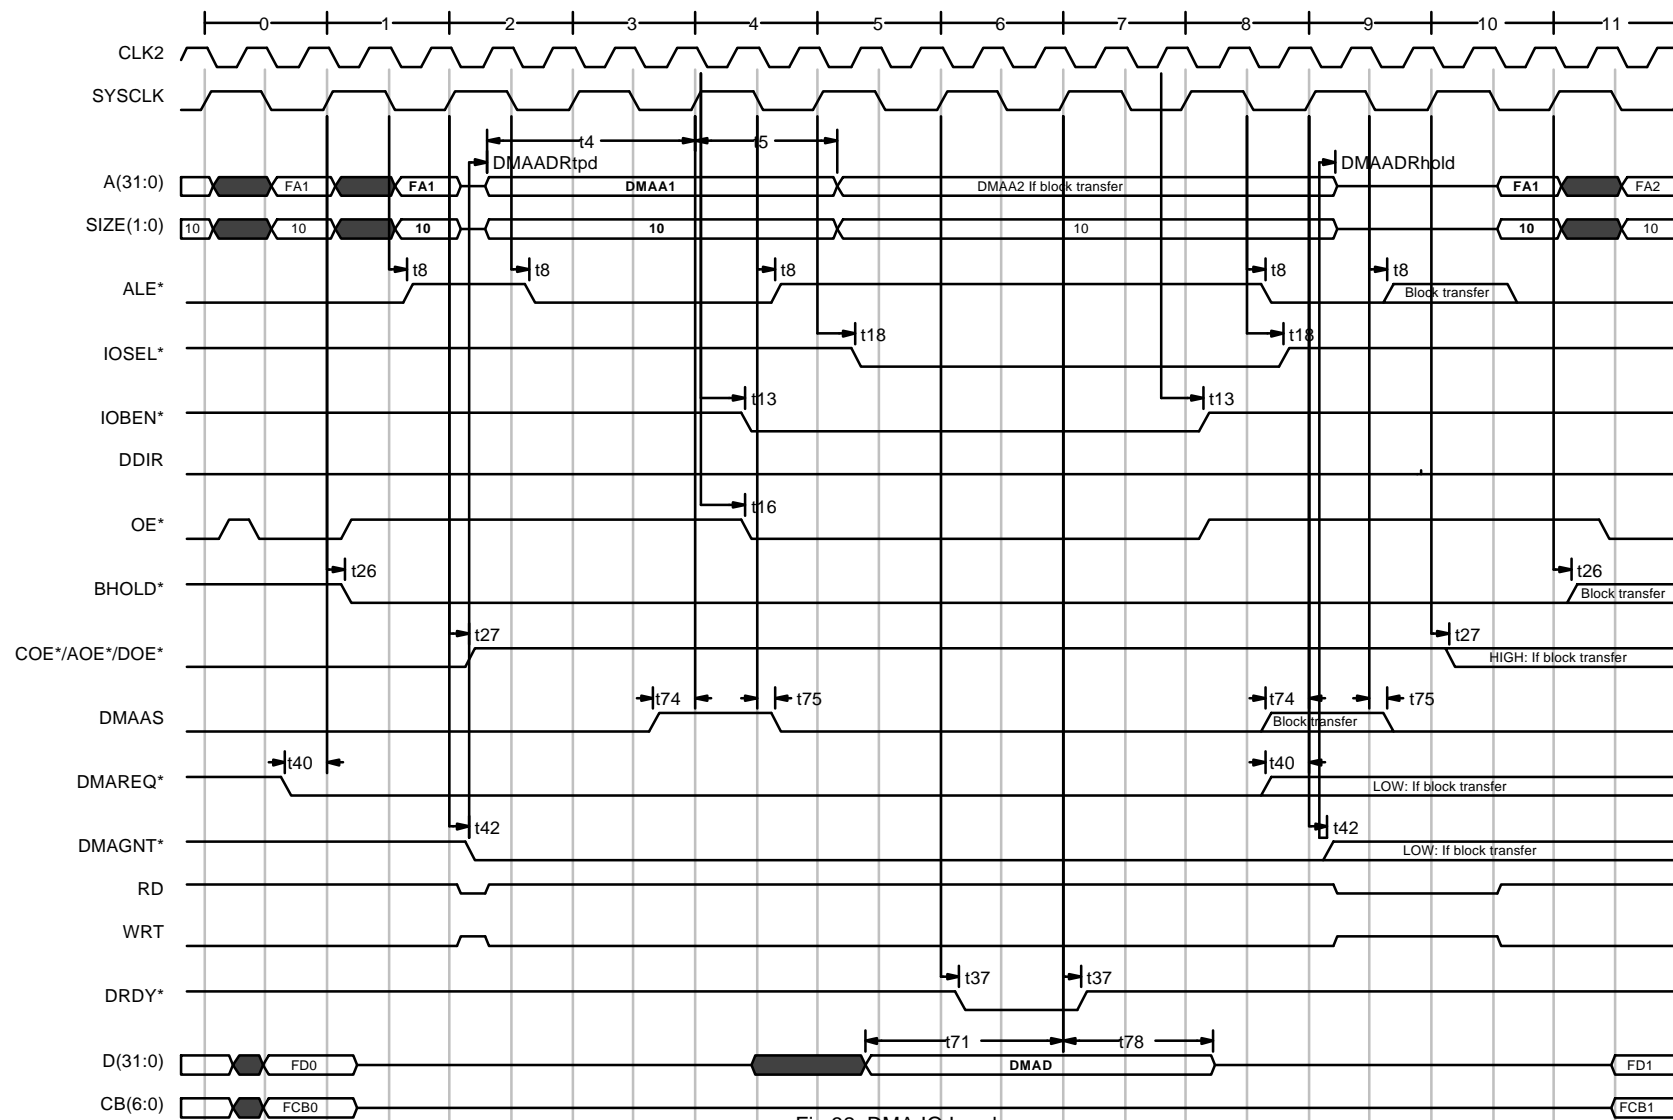 0 1 2 3 4 5 6 7 8 9 10 11
CLK2
SYSCLK
t4 t5
DMAADRtpd DMAADRhold
A(31:0) FA1 FA1 DMAA1 DMAA2 If block transfer FA1 FA2
SIZE(1:0) 10 10 10 10 10 10 10
t8 t8 t8 t8 t8
ALE* Block transfer
t18 t18
IOSEL*
t13 t13
IOBEN*
DDIR
t16
OE*
t26 t26
BHOLD* Block transfer
t27 t27
COE*/AOE*/DOE* HIGH: If block transfer
t74 t75 t74 t75
DMAAS Block transfer
t40 t40
DMAREQ* LOW: If block transfer
t42 t42
DMAGNT* LOW: If block transfer
RD
WRT
t37 t37
DRDY*
t71 t78
D(31:0) FD0 DMAD FD1
CB(6:0) FCB0 FCB1